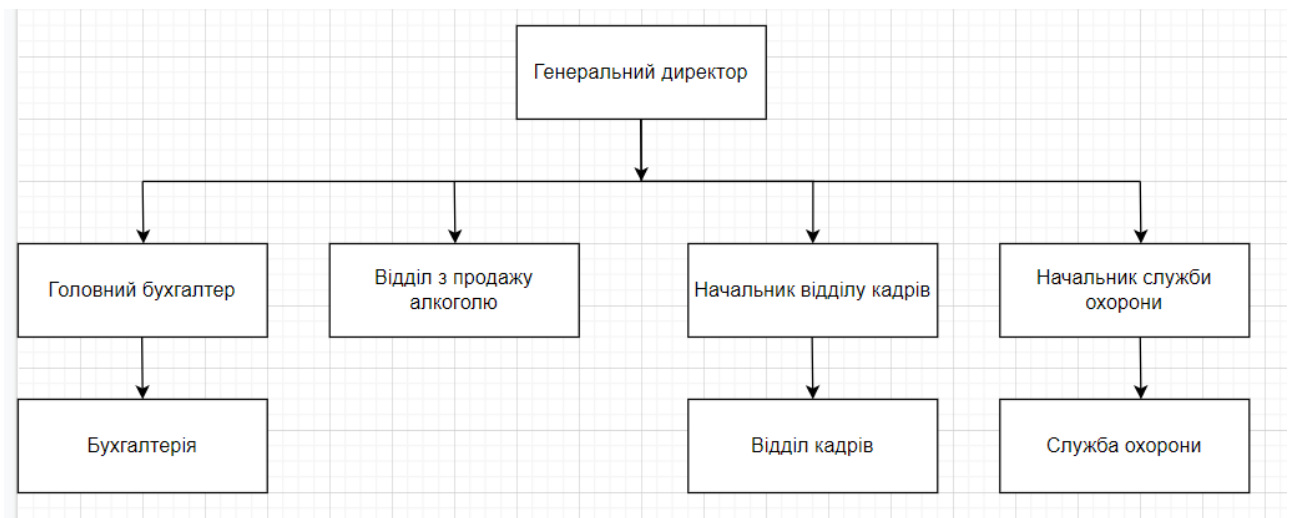 Генеральний директор
Головний бухгалтер
Відділ з продажу
алкоголю
Начальник відділу кадрів
Начальник служби
охорони
Бухгалтерія
Відділ кадрів
Служба охорони